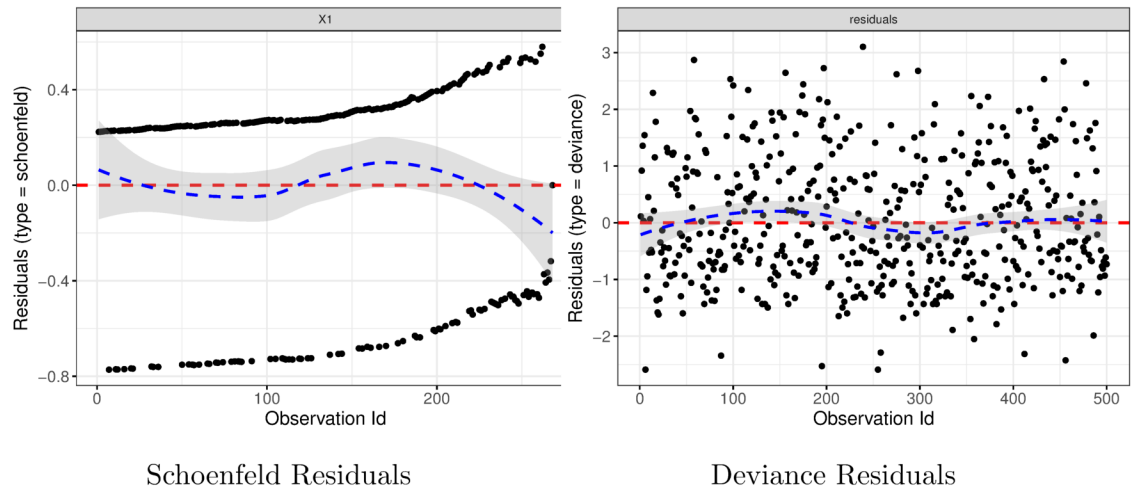 X1
Residuals (type = schoenfeld)
0.4
0.0
−0.4
−0.8
0
100
200
Observation Id
Schoenfeld Residuals
residuals
Residuals (type = deviance)
3
2
1
0
−1
−2
0
100
200
300
400
500
Observation Id
Deviance Residuals